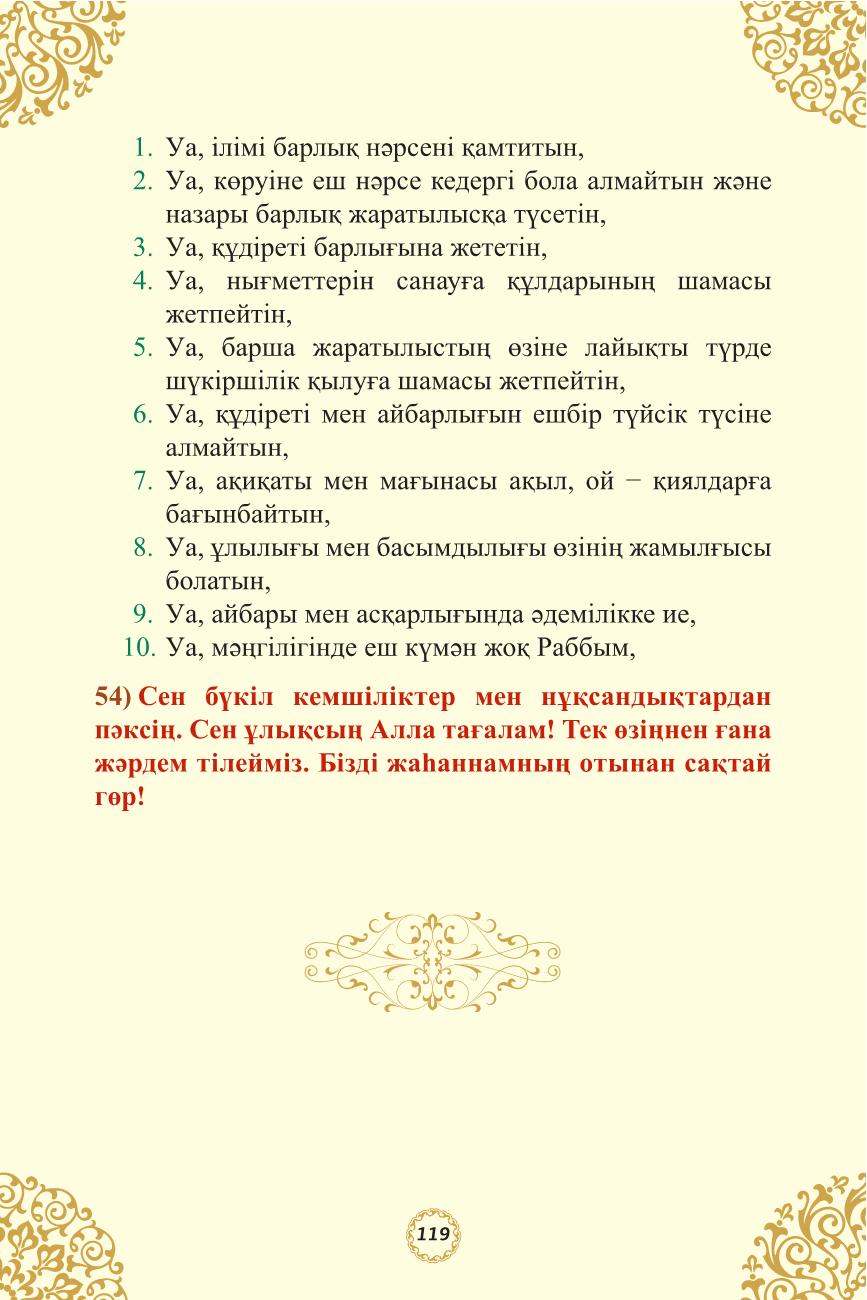 1. Уа, ілімі барлық нәрсені қамтитын,
2. Уа, көруіне еш нәрсе кедергі бола алмайтын және
назары барлық жаратылысқа түсетін,
3. Уа, құдіреті барлығына жететін,
4. Уа, нығметтерін санауға құлдарының шамасы
жетпейтін,
5. Уа, барша жаратылыстың өзіне лайықты түрде
шүкіршілік қылуға шамасы жетпейтін,
6. Уа, құдіреті мен айбарлығын ешбір түйсік түсіне
алмайтын,
7. Уа, ақиқаты мен мағынасы ақыл, ой − қиялдарға
бағынбайтын,
8. Уа, ұлылығы мен басымдылығы өзінің жамылғысы
болатын,
9. Уа, айбары мен асқарлығында әдемілікке ие,
10. Уа, мәңгілігінде еш күмән жоқ Раббым,
54) Сен бүкіл кемшіліктер мен нұқсандықтардан
пәксің. Сен ұлықсың Алла тағалам! Тек өзіңнен ғана
жәрдем тілейміз. Бізді жаһаннамның отынан сақтай
гөр!
119